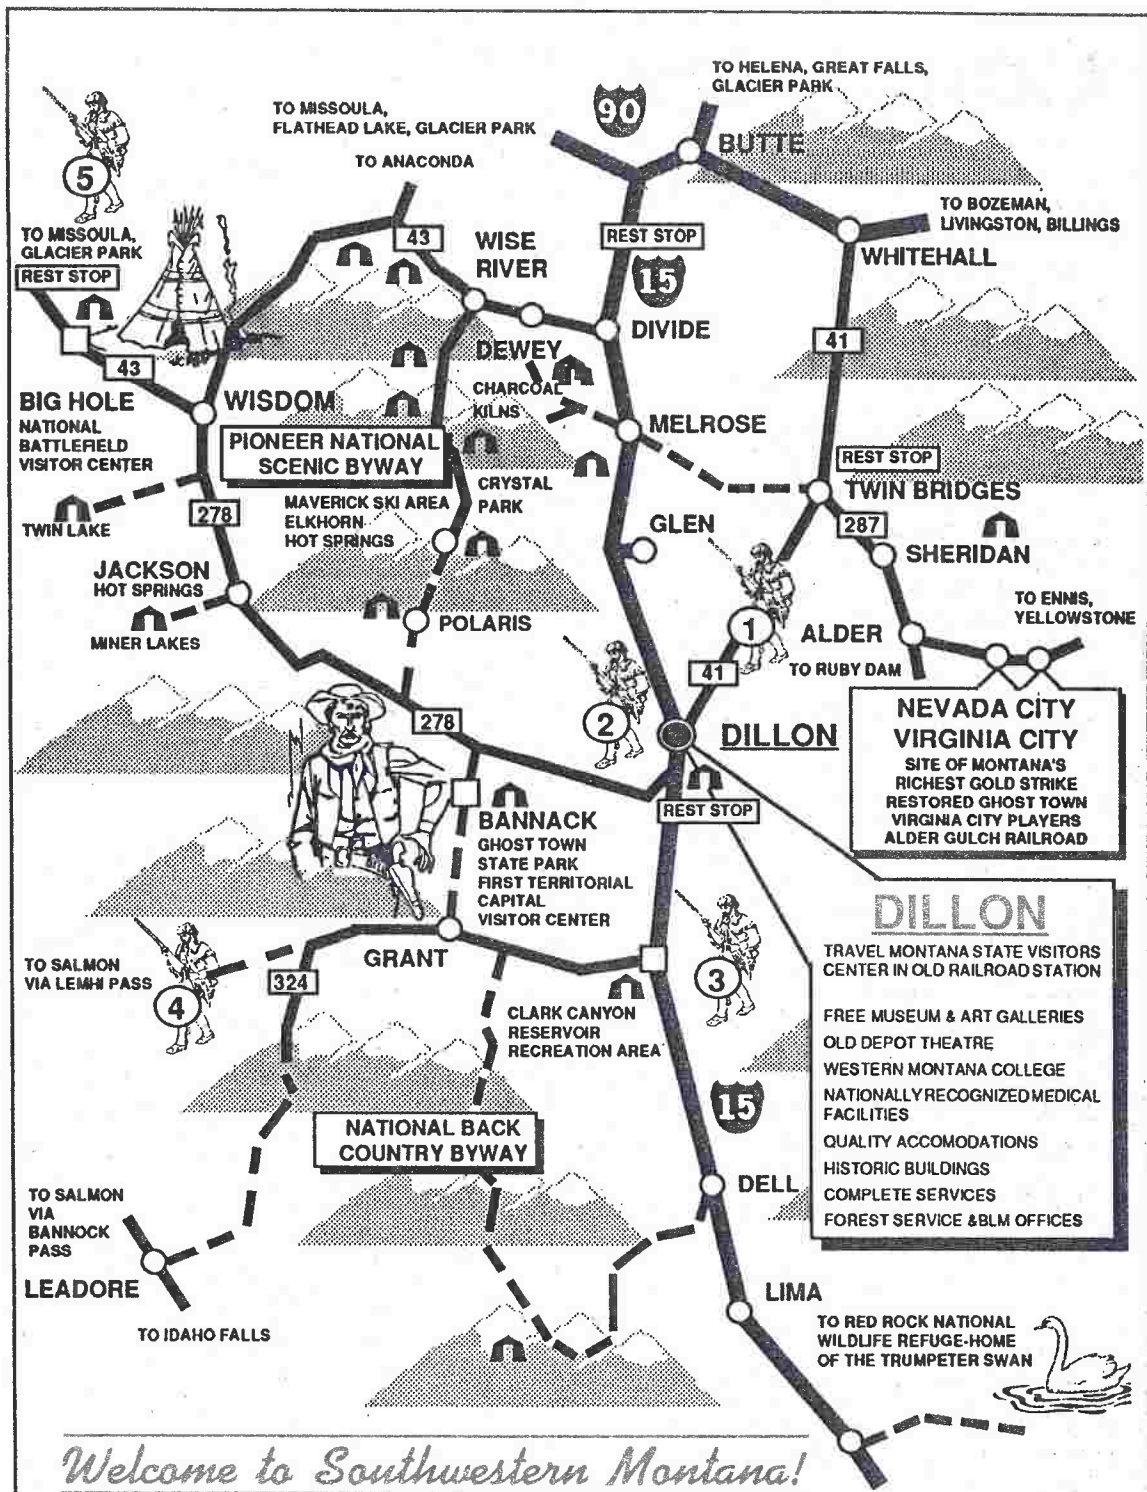 TO HELENA, GREAT FALLS,
GLACIER PARK
90
TO MISSOULA,
FLATHEAD LAKE, GLACIER PARK
TO ANACONDA
BUTTE
5
TO MISSOULA,
GLACIER PARK
REST STOP
43
WISE
RIVER
REST STOP
15
TO BOZEMAN,
LIVINGSTON, BILLINGS
WHITEHALL
DIVIDE
41
43
DEWEY
CHARCOAL
KILNS
BIG HOLE
NATIONAL
BATTLEFIELD
VISITOR CENTER
WISDOM
PIONEER NATIONAL
SCENIC BYWAY
MELROSE
REST STOP
TWIN BRIDGES
CRYSTAL
PARK
MAVERICK SKI AREA
ELKHORN
HOT SPRINGS
TWIN LAKE
278
GLEN
287
SHERIDAN
JACKSON
HOT SPRINGS
MINER LAKES
POLARIS
1
ALDER
TO ENNIS,
YELLOWSTONE
TO RUBY DAM
41
2
278
DILLON
NEVADA CITY
VIRGINIA CITY
SITE OF MONTANA'S
RICHEST GOLD STRIKE
RESTORED GHOST TOWN
VIRGINIA CITY PLAYERS
ALDER GULCH RAILROAD
REST STOP
BANNACK
GHOST TOWN
STATE PARK
FIRST TERRITORIAL
CAPITAL
VISITOR CENTER
DILLON
TRAVEL MONTANA STATE VISITORS
CENTER IN OLD RAILROAD STATION
FREE MUSEUM & ART GALLERIES
OLD DEPOT THEATRE
WESTERN MONTANA COLLEGE
NATIONALLY RECOGNIZED MEDICAL
FACILITIES
QUALITY ACCOMODATIONS
HISTORIC BUILDINGS
COMPLETE SERVICES
FOREST SERVICE & BLM OFFICES
GRANT
TO SALMON
VIA LEMHI PASS
4
324
3
CLARK CANYON
RESERVOIR
RECREATION AREA
15
NATIONAL BACK
COUNTRY BYWAY
DELL
TO SALMON
VIA
BANNOCK
PASS
LEADORE
TO IDAHO FALLS
LIMA
TO RED ROCK NATIONAL
WILDLIFE REFUGE-HOME
OF THE TRUMPETER SWAN
Welcome to Southwestern Montana!